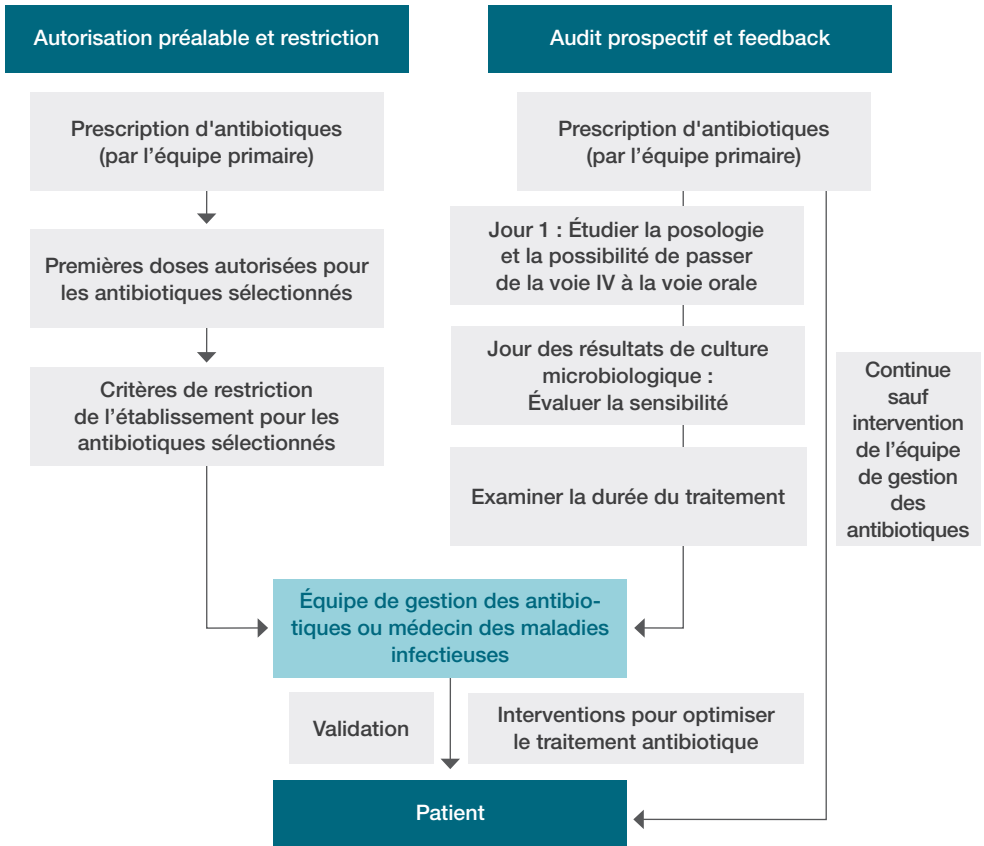 Autorisation préalable et restriction
Prescription d'antibiotiques
(par l’équipe primaire)
Premières doses autorisées pour
les antibiotiques sélectionnés
Critères de restriction
de l’établissement pour les
antibiotiques sélectionnés
Audit prospectif et feedback
Prescription d'antibiotiques
(par l’équipe primaire)
Jour 1 : Étudier la posologie
et la possibilité de passer
de la voie IV à la voie orale
Jour des résultats de culture
microbiologique :
Évaluer la sensibilité
Examiner la durée du traitement
Continue
sauf
intervention
de l’équipe
de gestion
des
antibiotiques
Équipe de gestion des antibio-
tiques ou médecin des maladies
infectieuses
Validation
Interventions pour optimiser
le traitement antibiotique
Patient